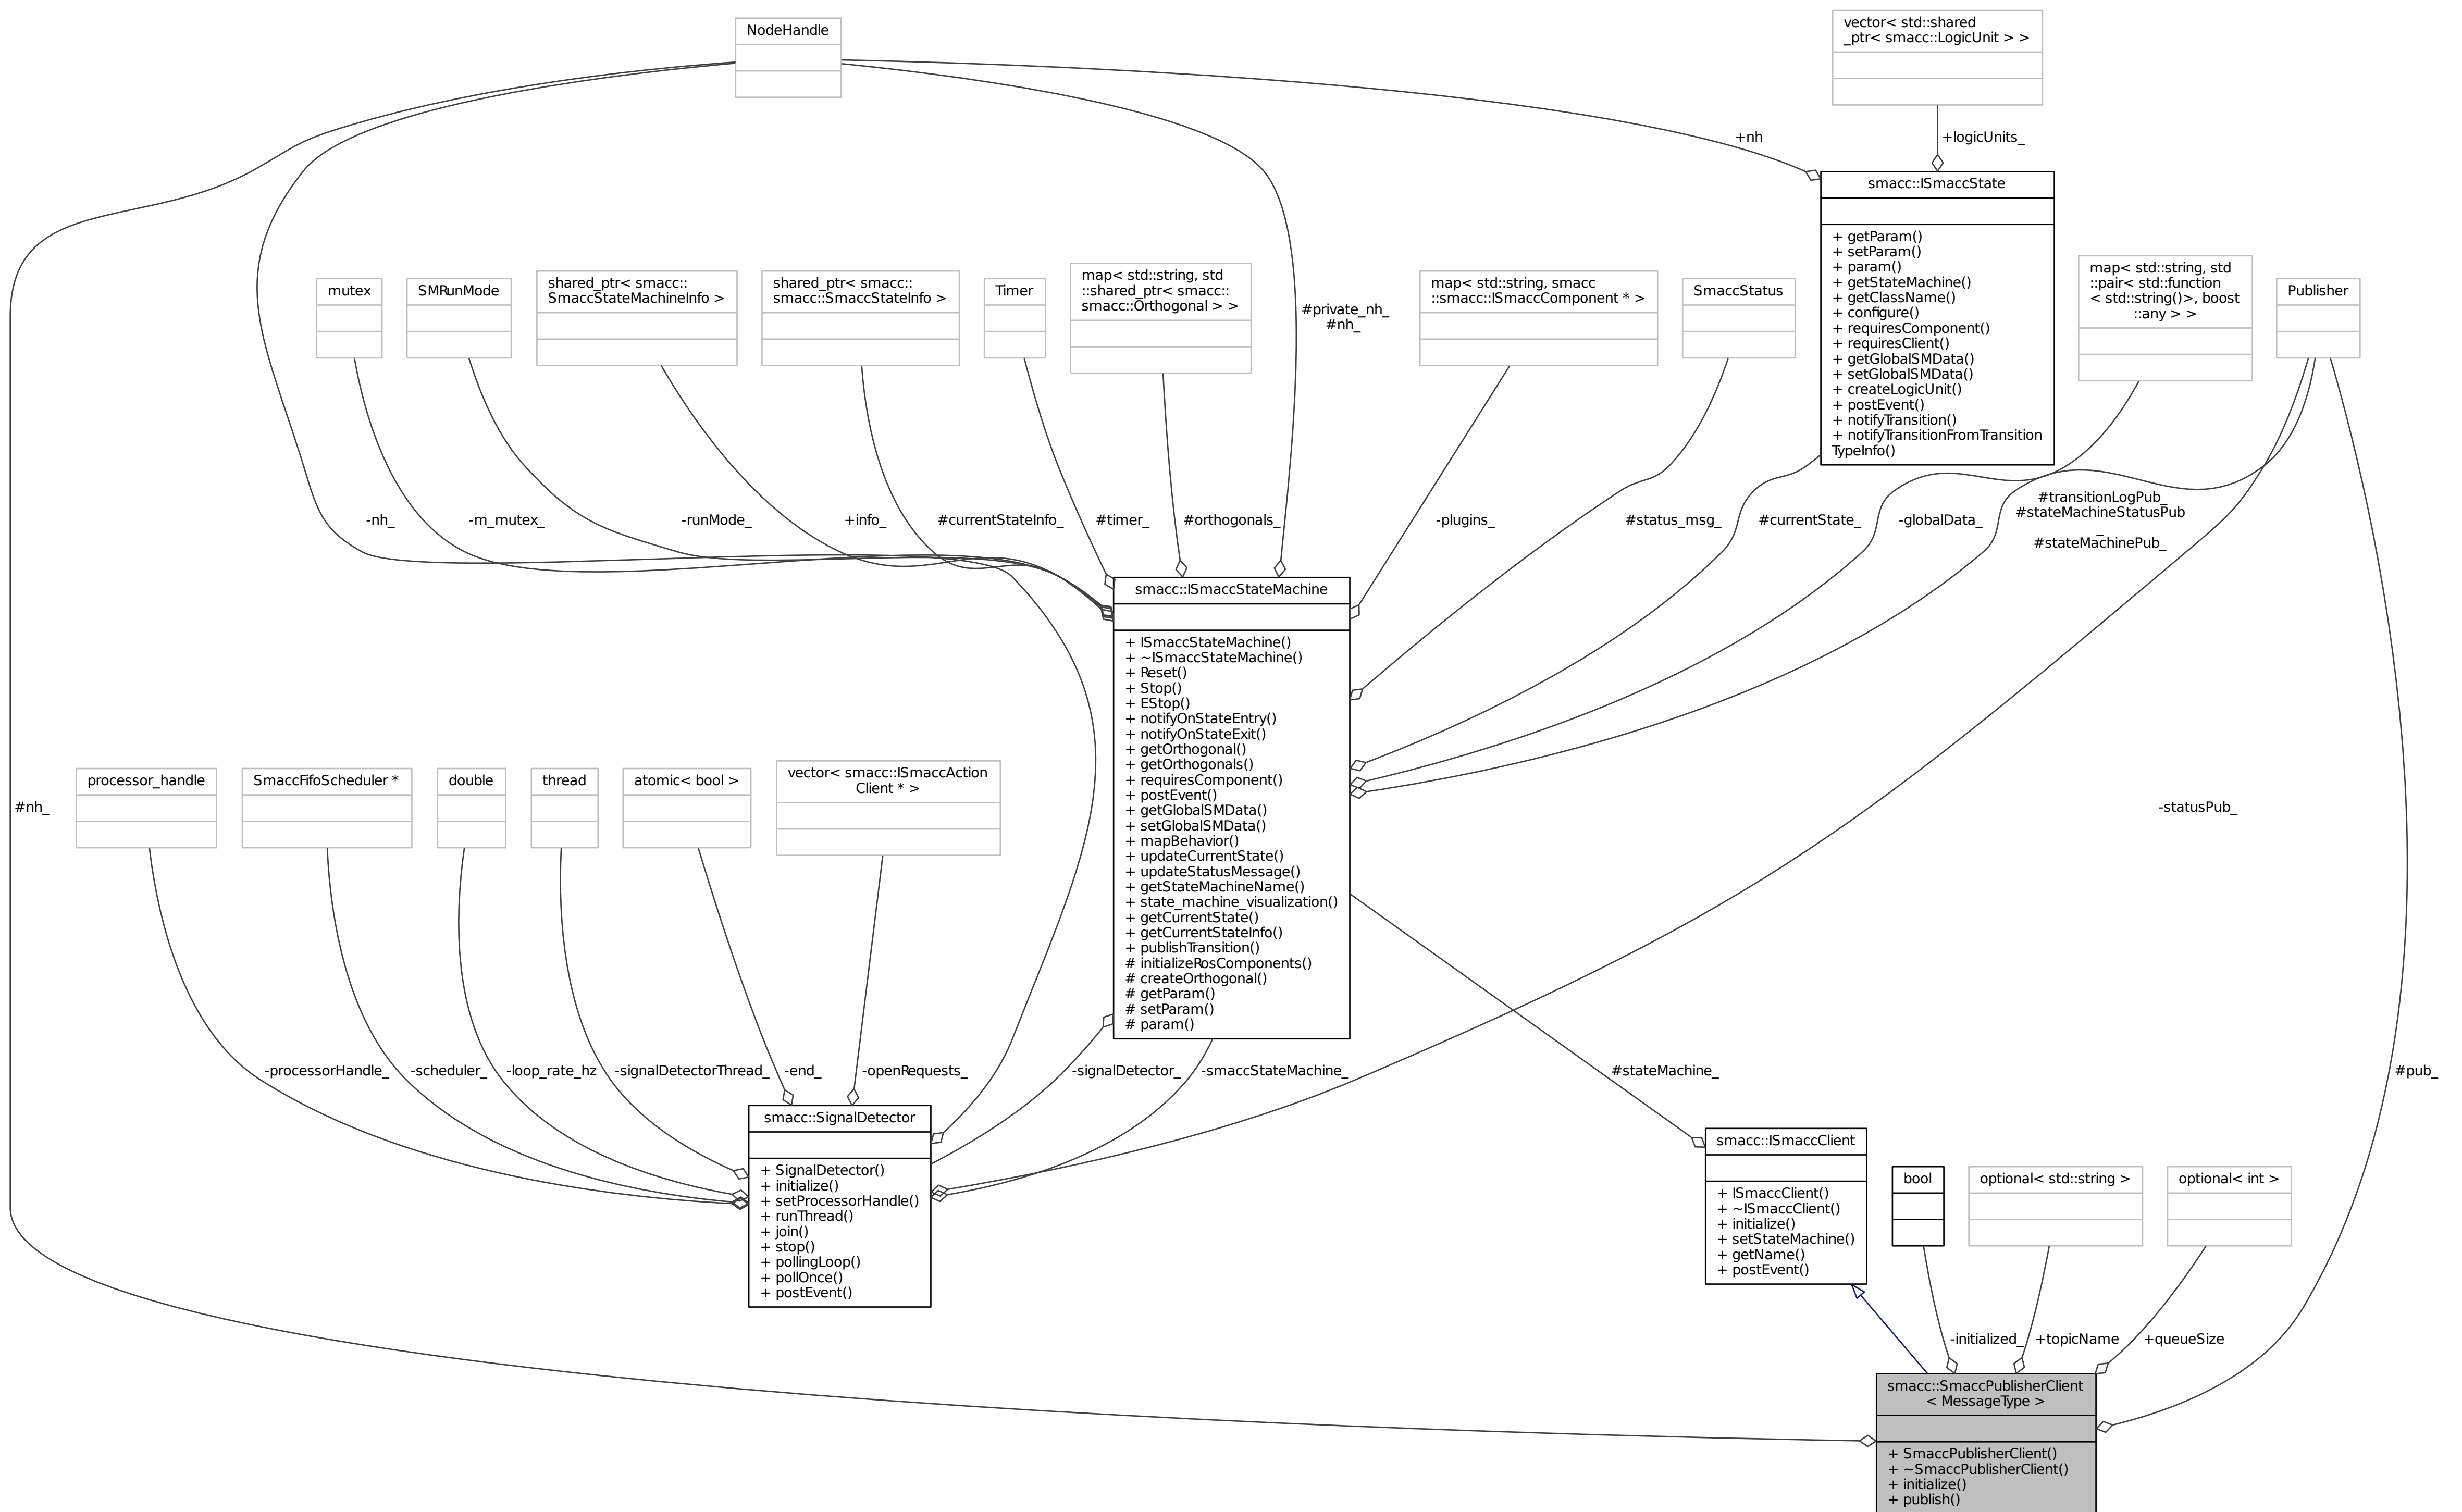 NodeHandle
vector< std::shared
_ptr< smacc::LogicUnit > >
+nh
+logicUnits_
smacc::ISmaccState
+ getParam()
+ setParam()
+ param()
+ getStateMachine()
+ getClassName()
+ configure()
+ requiresComponent()
+ requiresClient()
+ getGlobalSMData()
+ setGlobalSMData()
+ createLogicUnit()
+ postEvent()
+ notifyTransition()
+ notifyTransitionFromTransition
TypeInfo()
mutex
SMRunMode
shared_ptr< smacc::
SmaccStateMachineInfo >
shared_ptr< smacc::
smacc::SmaccStateInfo >
Timer
map< std::string, std
::shared_ptr< smacc::
smacc::Orthogonal > >
#private_nh_
#nh_
map< std::string, smacc
::smacc::ISmaccComponent * >
SmaccStatus
map< std::string, std
::pair< std::function
< std::string()>, boost
::any > >
Publisher
-nh_
-m_mutex_
-runMode_
+info_
#currentStateInfo_
#timer_
#orthogonals_
-plugins_
#status_msg_
#currentState_
-globalData_
#transitionLogPub_
#stateMachineStatusPub
_
#stateMachinePub_
smacc::ISmaccStateMachine
+ ISmaccStateMachine()
+ ~ISmaccStateMachine()
+ Reset()
+ Stop()
+ EStop()
+ notifyOnStateEntry()
+ notifyOnStateExit()
+ getOrthogonal()
+ getOrthogonals()
+ requiresComponent()
+ postEvent()
+ getGlobalSMData()
+ setGlobalSMData()
+ mapBehavior()
+ updateCurrentState()
+ updateStatusMessage()
+ getStateMachineName()
+ state_machine_visualization()
+ getCurrentState()
+ getCurrentStateInfo()
+ publishTransition()
# initializeRosComponents()
# createOrthogonal()
# getParam()
# setParam()
# param()
#nh_
processor_handle
SmaccFifoScheduler *
double
thread
atomic< bool >
vector< smacc::ISmaccAction
Client * >
-statusPub_
-processorHandle_
-scheduler_
-loop_rate_hz
-signalDetectorThread_
-end_
-openRequests_
-signalDetector_
-smaccStateMachine_
#stateMachine_
#pub_
smacc::SignalDetector
+ SignalDetector()
+ initialize()
+ setProcessorHandle()
+ runThread()
+ join()
+ stop()
+ pollingLoop()
+ pollOnce()
+ postEvent()
smacc::ISmaccClient
+ ISmaccClient()
+ ~ISmaccClient()
+ initialize()
+ setStateMachine()
+ getName()
+ postEvent()
bool
optional< std::string >
optional< int >
-initialized_
+topicName
+queueSize
smacc::SmaccPublisherClient
< MessageType >
+ SmaccPublisherClient()
+ ~SmaccPublisherClient()
+ initialize()
+ publish()